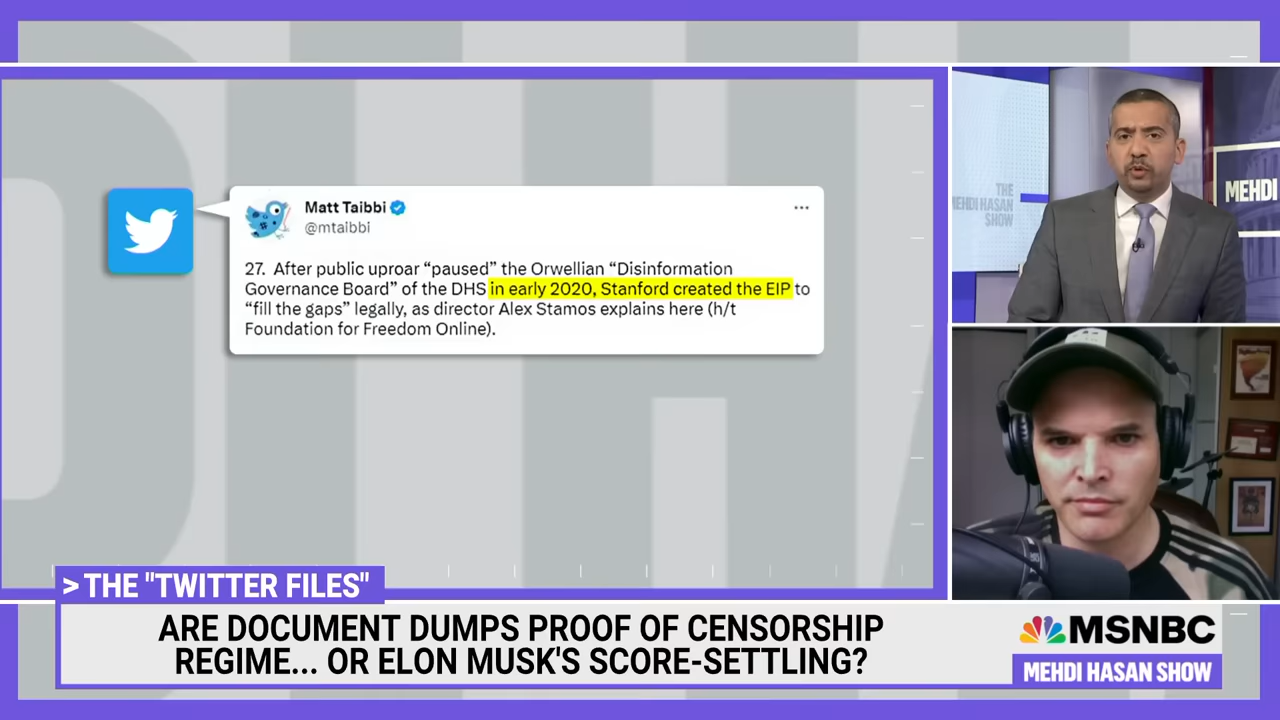 Matt Taibbi
@mtaibbi
27. After public uproar “paused” the Orwellian “Disinformation
Governance Board” of the DHS in early 2020, Stanford created the EIP to
“fill the gaps” legally, as director Alex Stamos explains here (h/t
Foundation for Freedom Online).
THE
MEHDI HASAN
SHOW
MEHDI
> THE "TWITTER FILES"
ARE DOCUMENT DUMPS PROOF OF CENSORSHIP
REGIME... OR ELON MUSK'S SCORE-SETTLING?
MSNBC
MEHDI HASAN SHOW